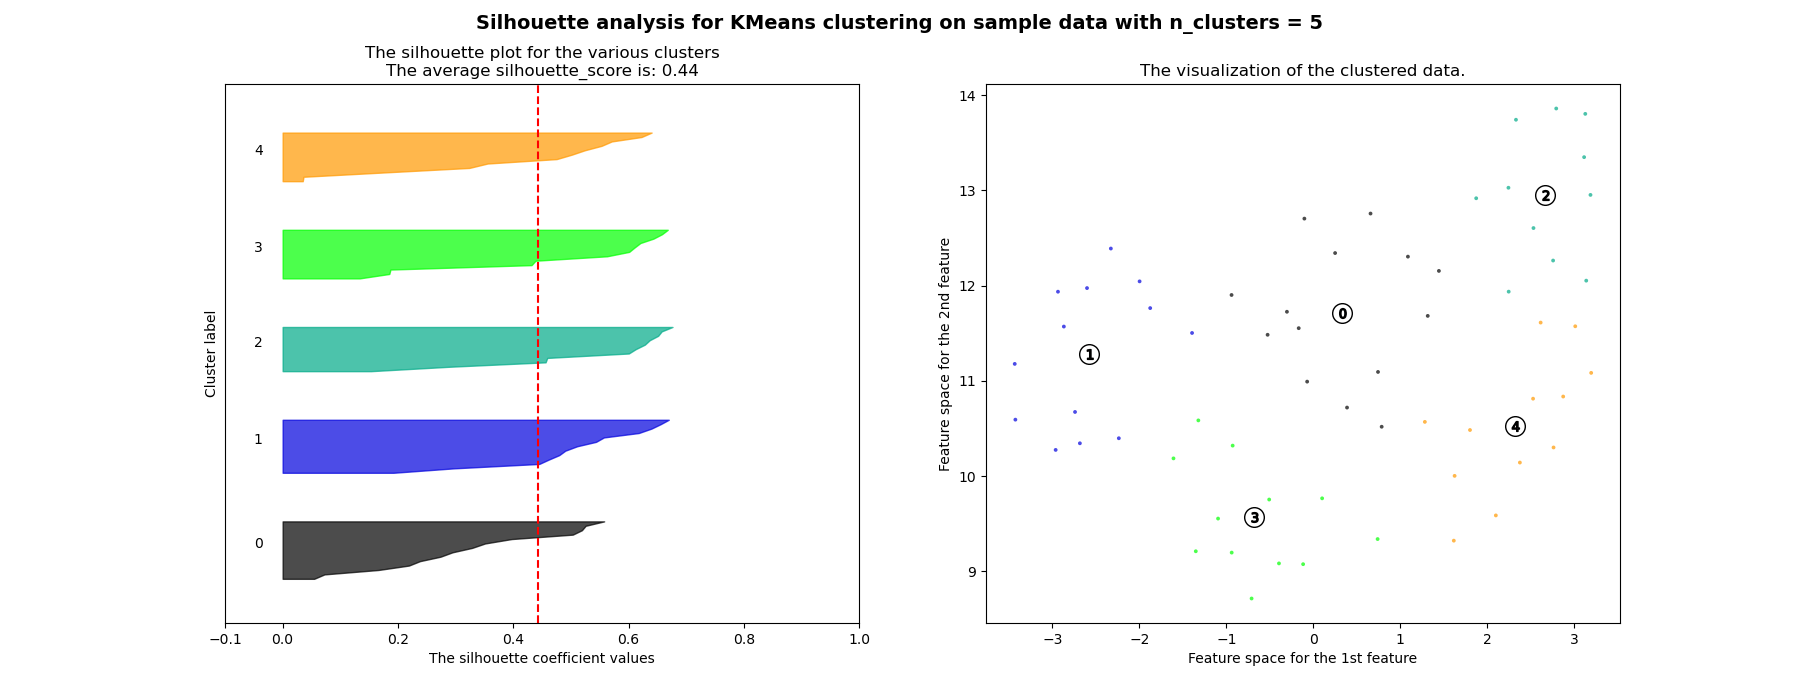 Silhouette analysis for KMeans clustering on sample data with n_clusters = 5
The silhouette plot for the various clusters
The average silhouette_score is: 0.44
4
3
2
1
0
Cluster label
−0.1 0.0 0.2 0.4 0.6 0.8 1.0
The silhouette coefficient values
The visualization of the clustered data.
14
13
12
11
10
9
Feature space for the 2nd feature
2
0
1
4
3
−3 −2 −1 0 1 2 3
Feature space for the 1st feature